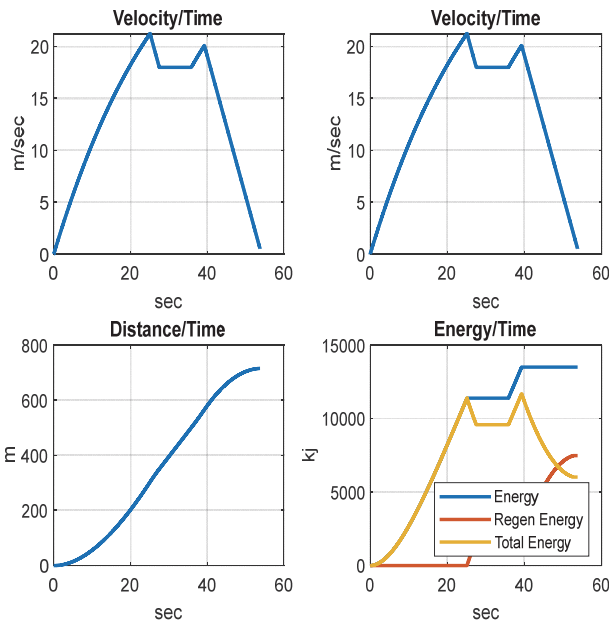 Velocity/Time
20
15
10
5
0
m/sec
0 20 40 60
sec
Velocity/Time
20
15
10
5
0
m/sec
0 20 40 60
sec
Distance/Time
800
600
400
200
0
m
0 20 40 60
sec
Energy/Time
15000
10000
5000
0
kj
Energy
Regen Energy
Total Energy
0 20 40 60
sec